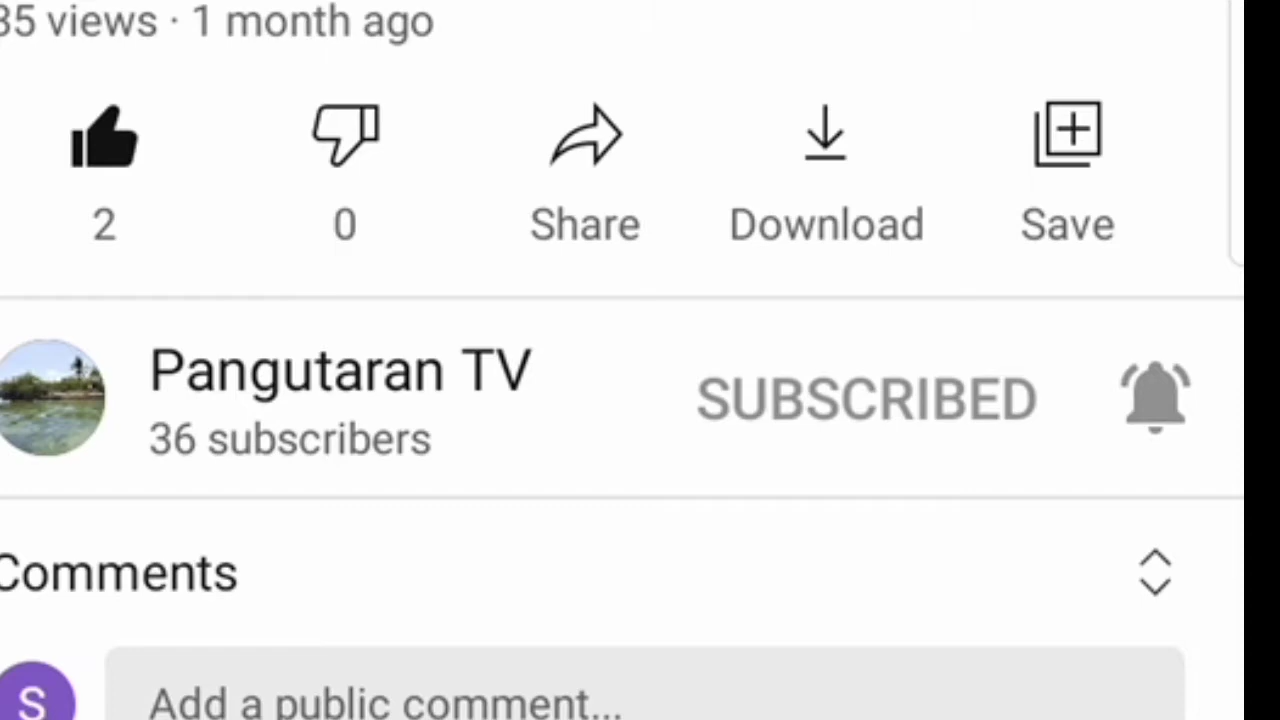 views · 1 month ago
2 0 Share Download Save
Pangutaran TV
SUBSCRIBED
36 subscribers
Comments
S
Add a public comment...